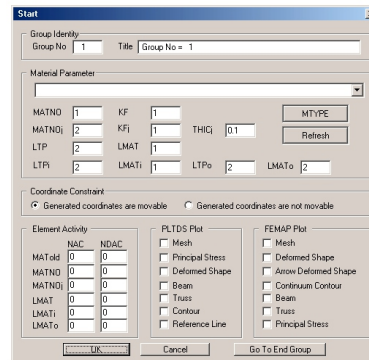 Start
Group Identity
Group No 1 Title Group No = 1
Material Parameter
MATNO 1 KF 1 MTYPE
MATNOj 2 KFj 1 THICj 0.1 Refresh
LTP 2 LMAT 1
LTPi 2 LMATi 1 LTPo 2 LMATo 2
Coordinate Constraint
Generated coordinates are movable Generated coordinates are not movable
Element Activity
NAC NDAC
MATold 0 0
MATNO 0 0
MATNOj 0 0
LMAT 0 0
LMATi 0 0
LMATo 0 0
PLTDS Plot
Mesh
Principal Stress
Deformed Shape
Beam
Truss
Contour
Reference Line
FEMAP Plot
Mesh
Deformed Shape
Arrow Deformed Shape
Continuum Contour
Beam
Truss
Principal Stress
OK Cancel Go To End Group